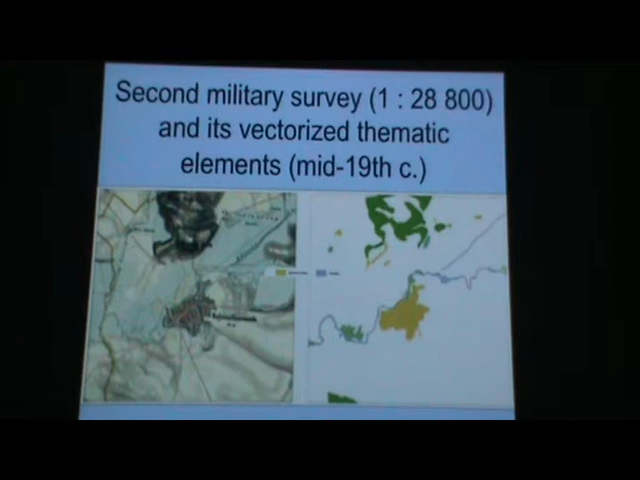 Second military survey (1 : 28 800)
and its vectorized thematic
elements (mid-19th c.)